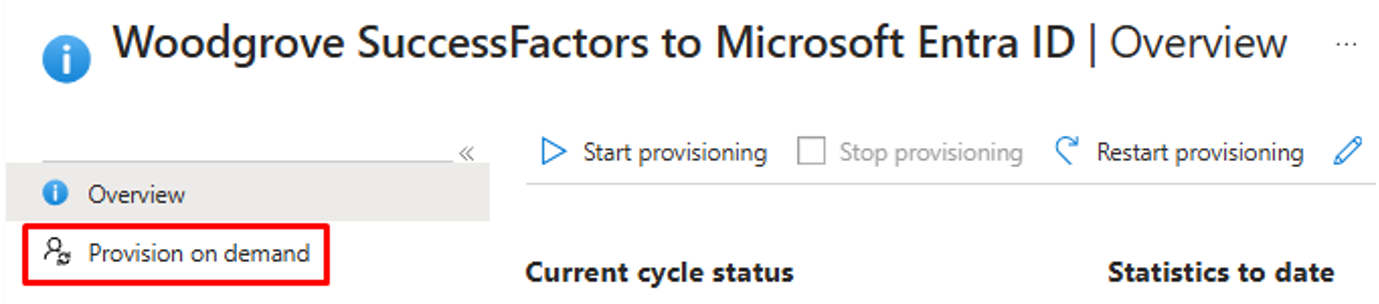 Woodgrove SuccessFactors to Microsoft Entra ID | Overview ...
«
Start provisioning Stop provisioning Restart provisioning
Overview
Provision on demand
Current cycle status Statistics to date